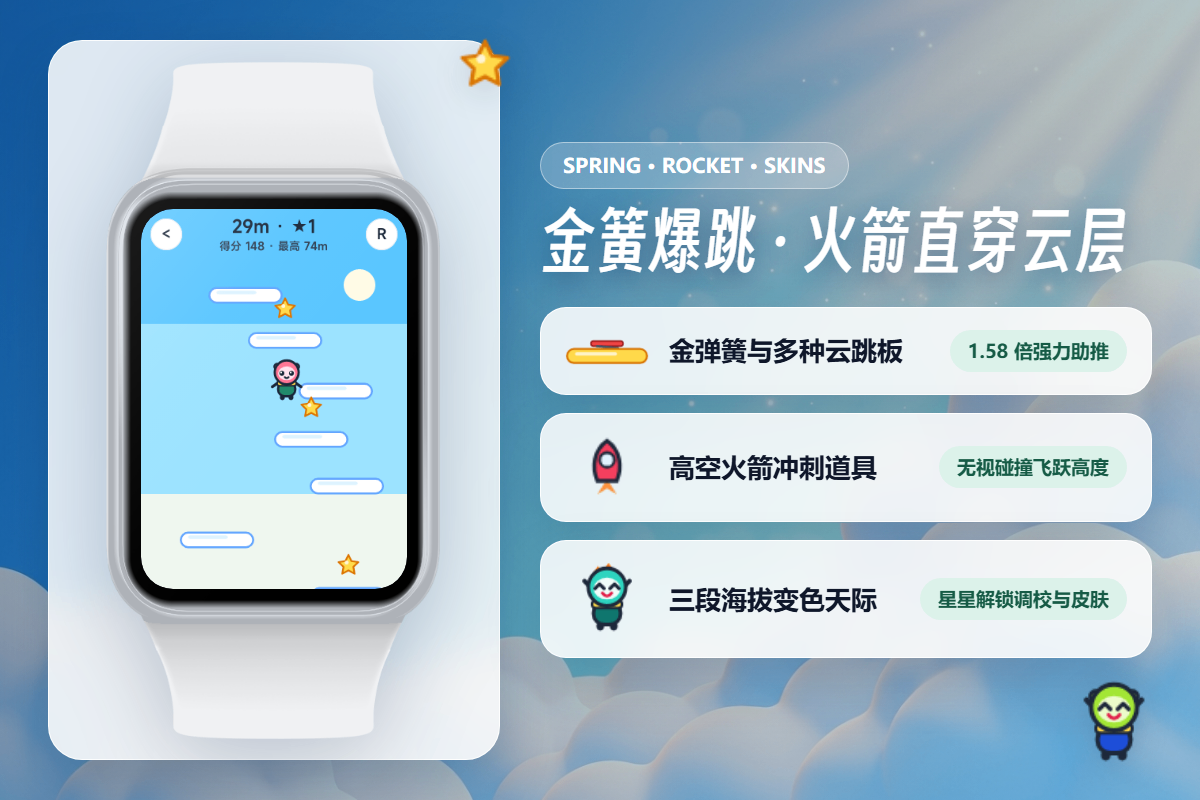 <
29m · ★1
R
得分 148 · 最高 74m
SPRING • ROCKET • SKINS
金簧爆跳 · 火箭直穿云层
金弹簧与多种云跳板
1.58 倍强力助推
高空火箭冲刺道具
无视碰撞飞跃高度
三段海拔变色天际
星星解锁调校与皮肤